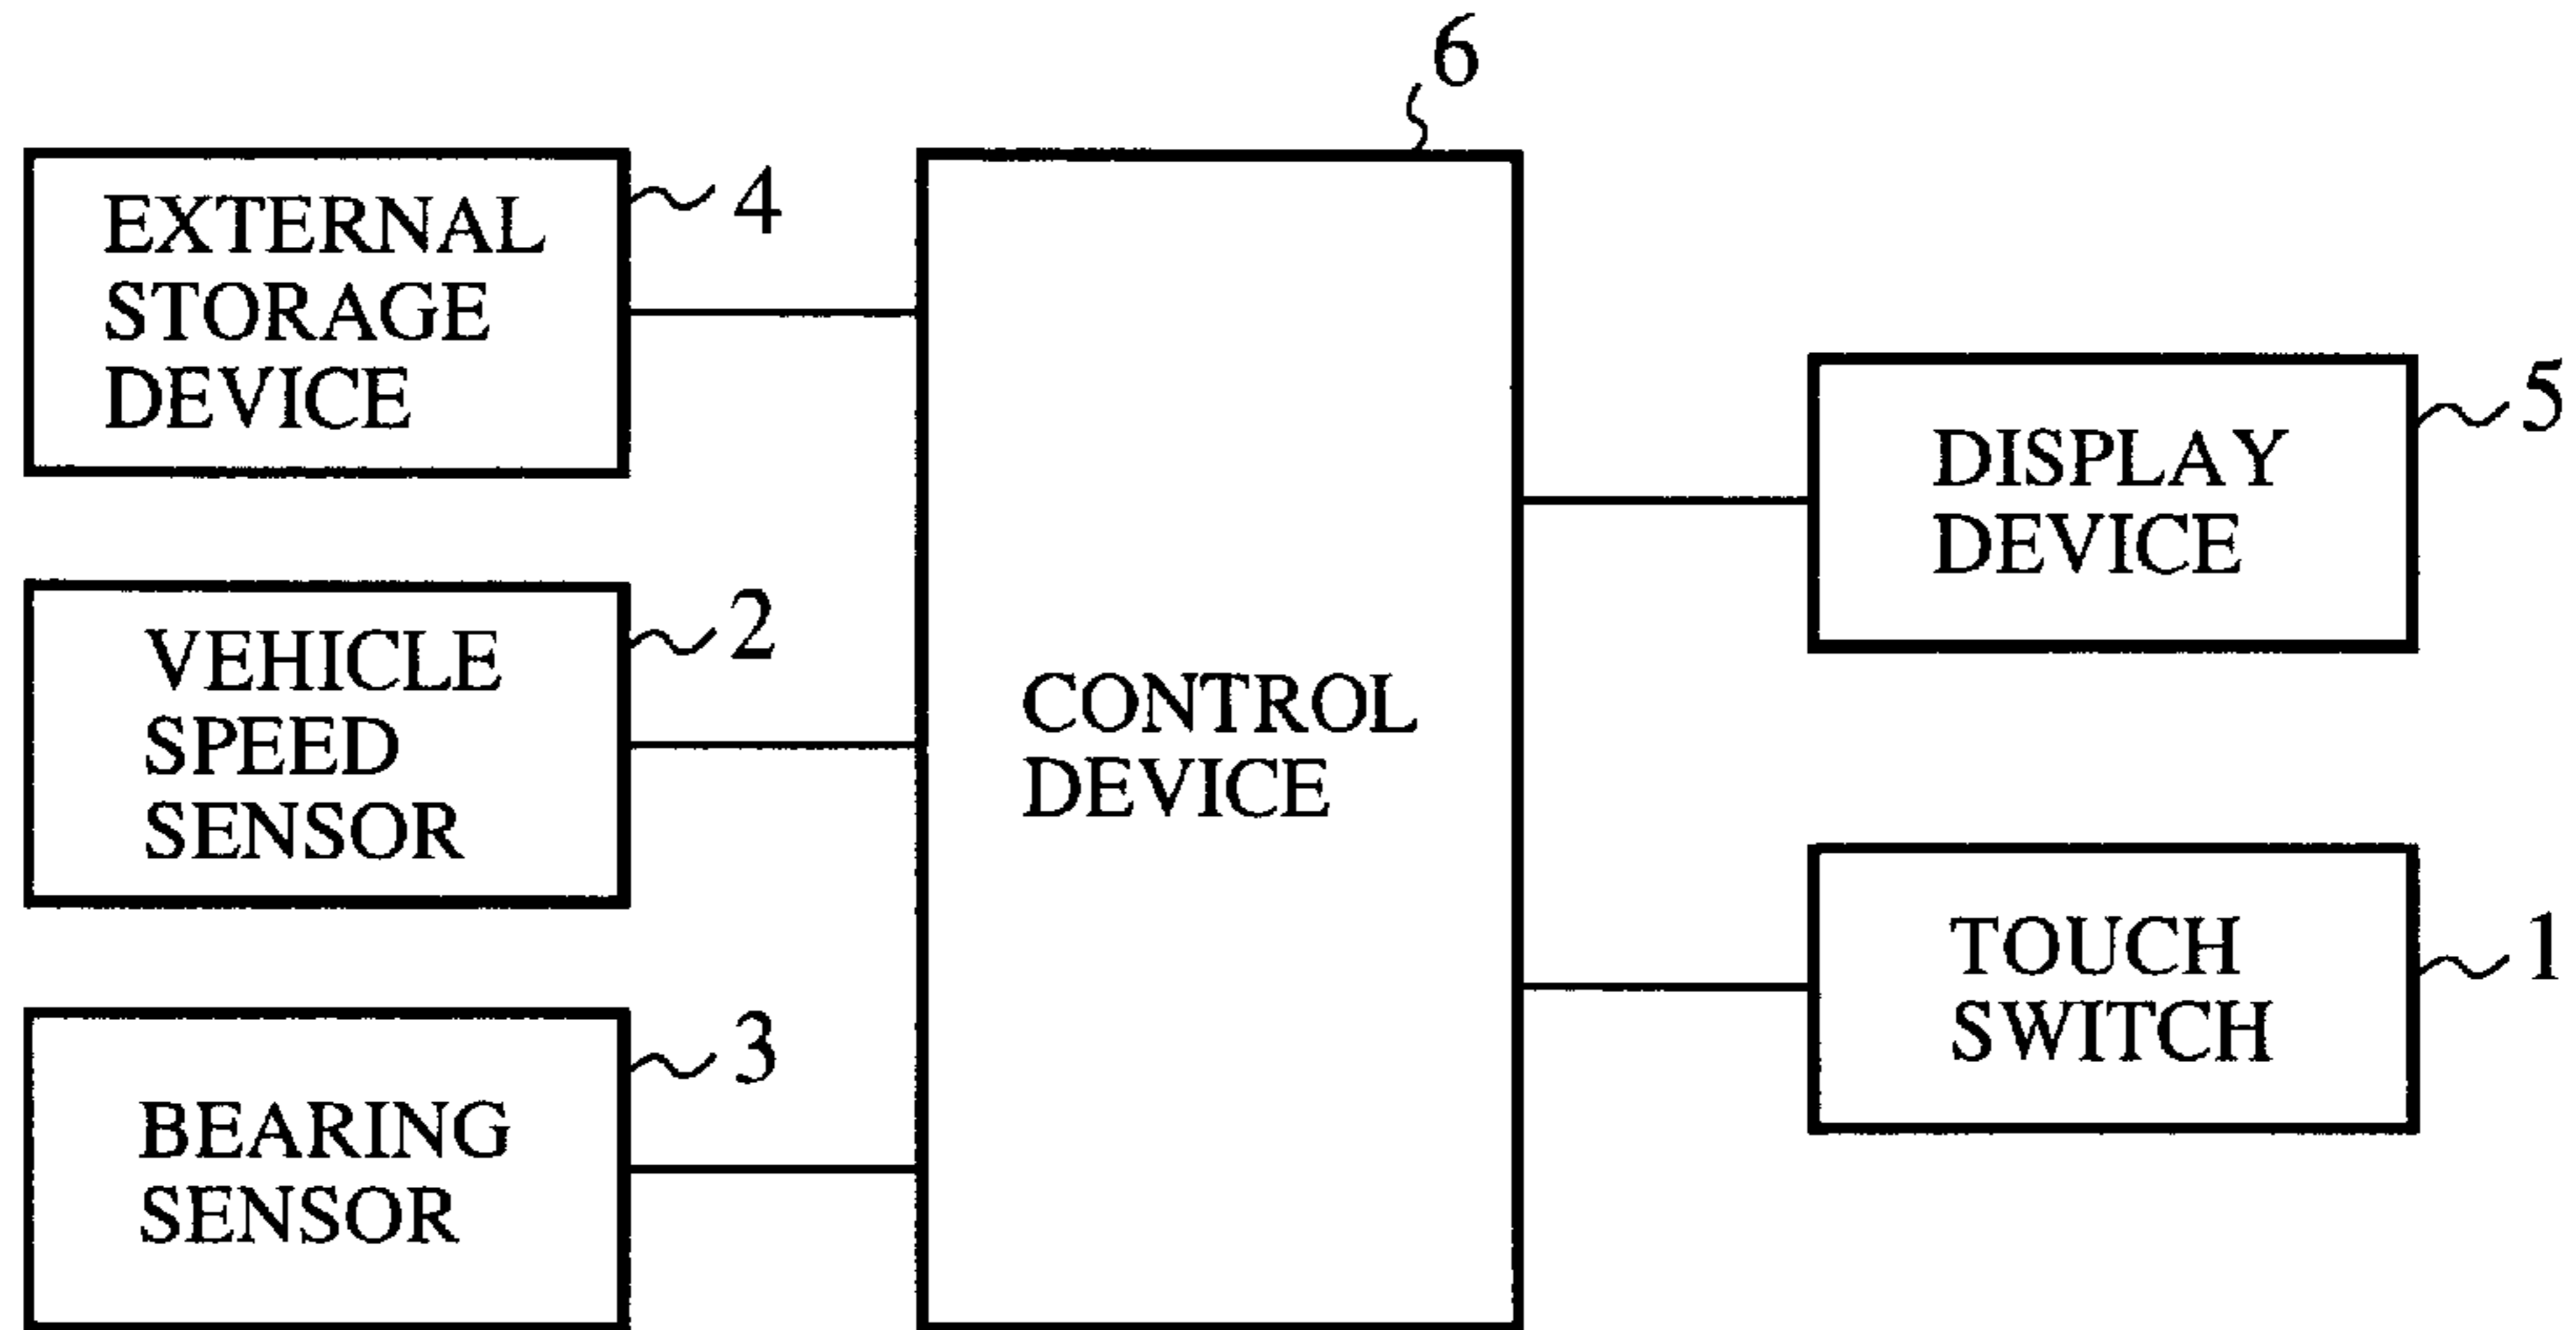 6
EXTERNAL
STORAGE
DEVICE
4
VEHICLE
SPEED
SENSOR
2
BEARING
SENSOR
3
CONTROL
DEVICE
DISPLAY
DEVICE
5
TOUCH
SWITCH
1